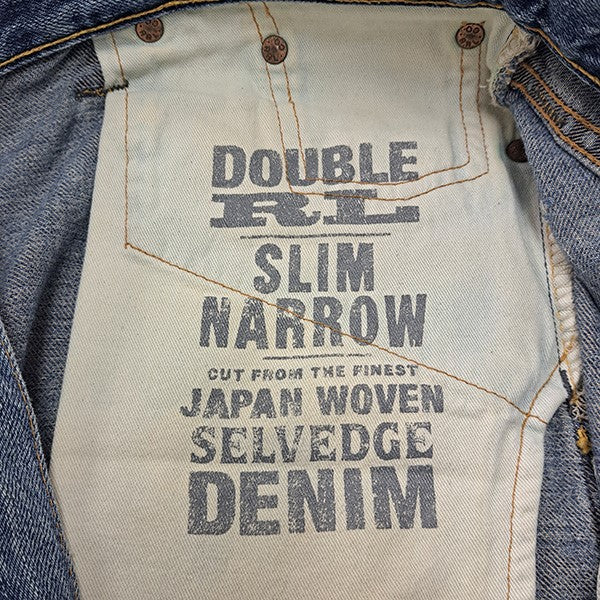 DOUBLE
RL
SLIM
NARROW
CUT FROM THE FINEST
JAPAN WOVEN
SELVEDGE
DENIM